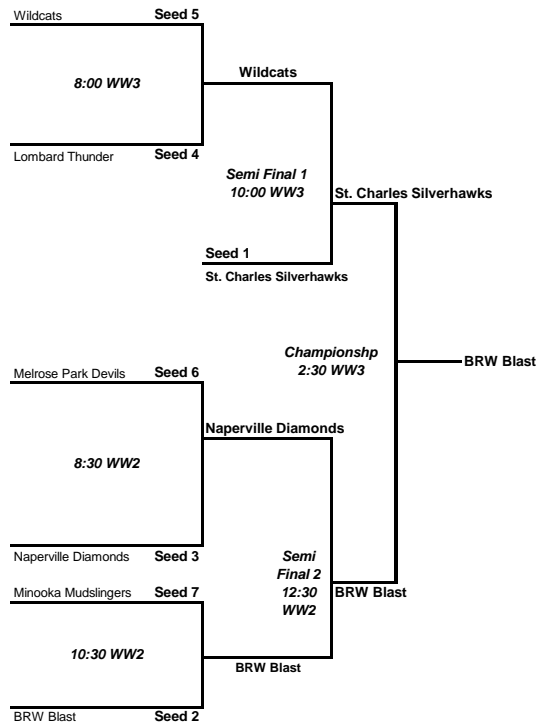 Wildcats Seed 5
8:00 WW3
Wildcats
Lombard Thunder Seed 4
Semi Final 1
10:00 WW3
St. Charles Silverhawks
Seed 1
St. Charles Silverhawks
Championshp
2:30 WW3
BRW Blast
Melrose Park Devils Seed 6
Naperville Diamonds
8:30 WW2
Naperville Diamonds Seed 3
Semi
Final 2
12:30
WW2
BRW Blast
Minooka Mudslingers Seed 7
10:30 WW2
BRW Blast
BRW Blast Seed 2